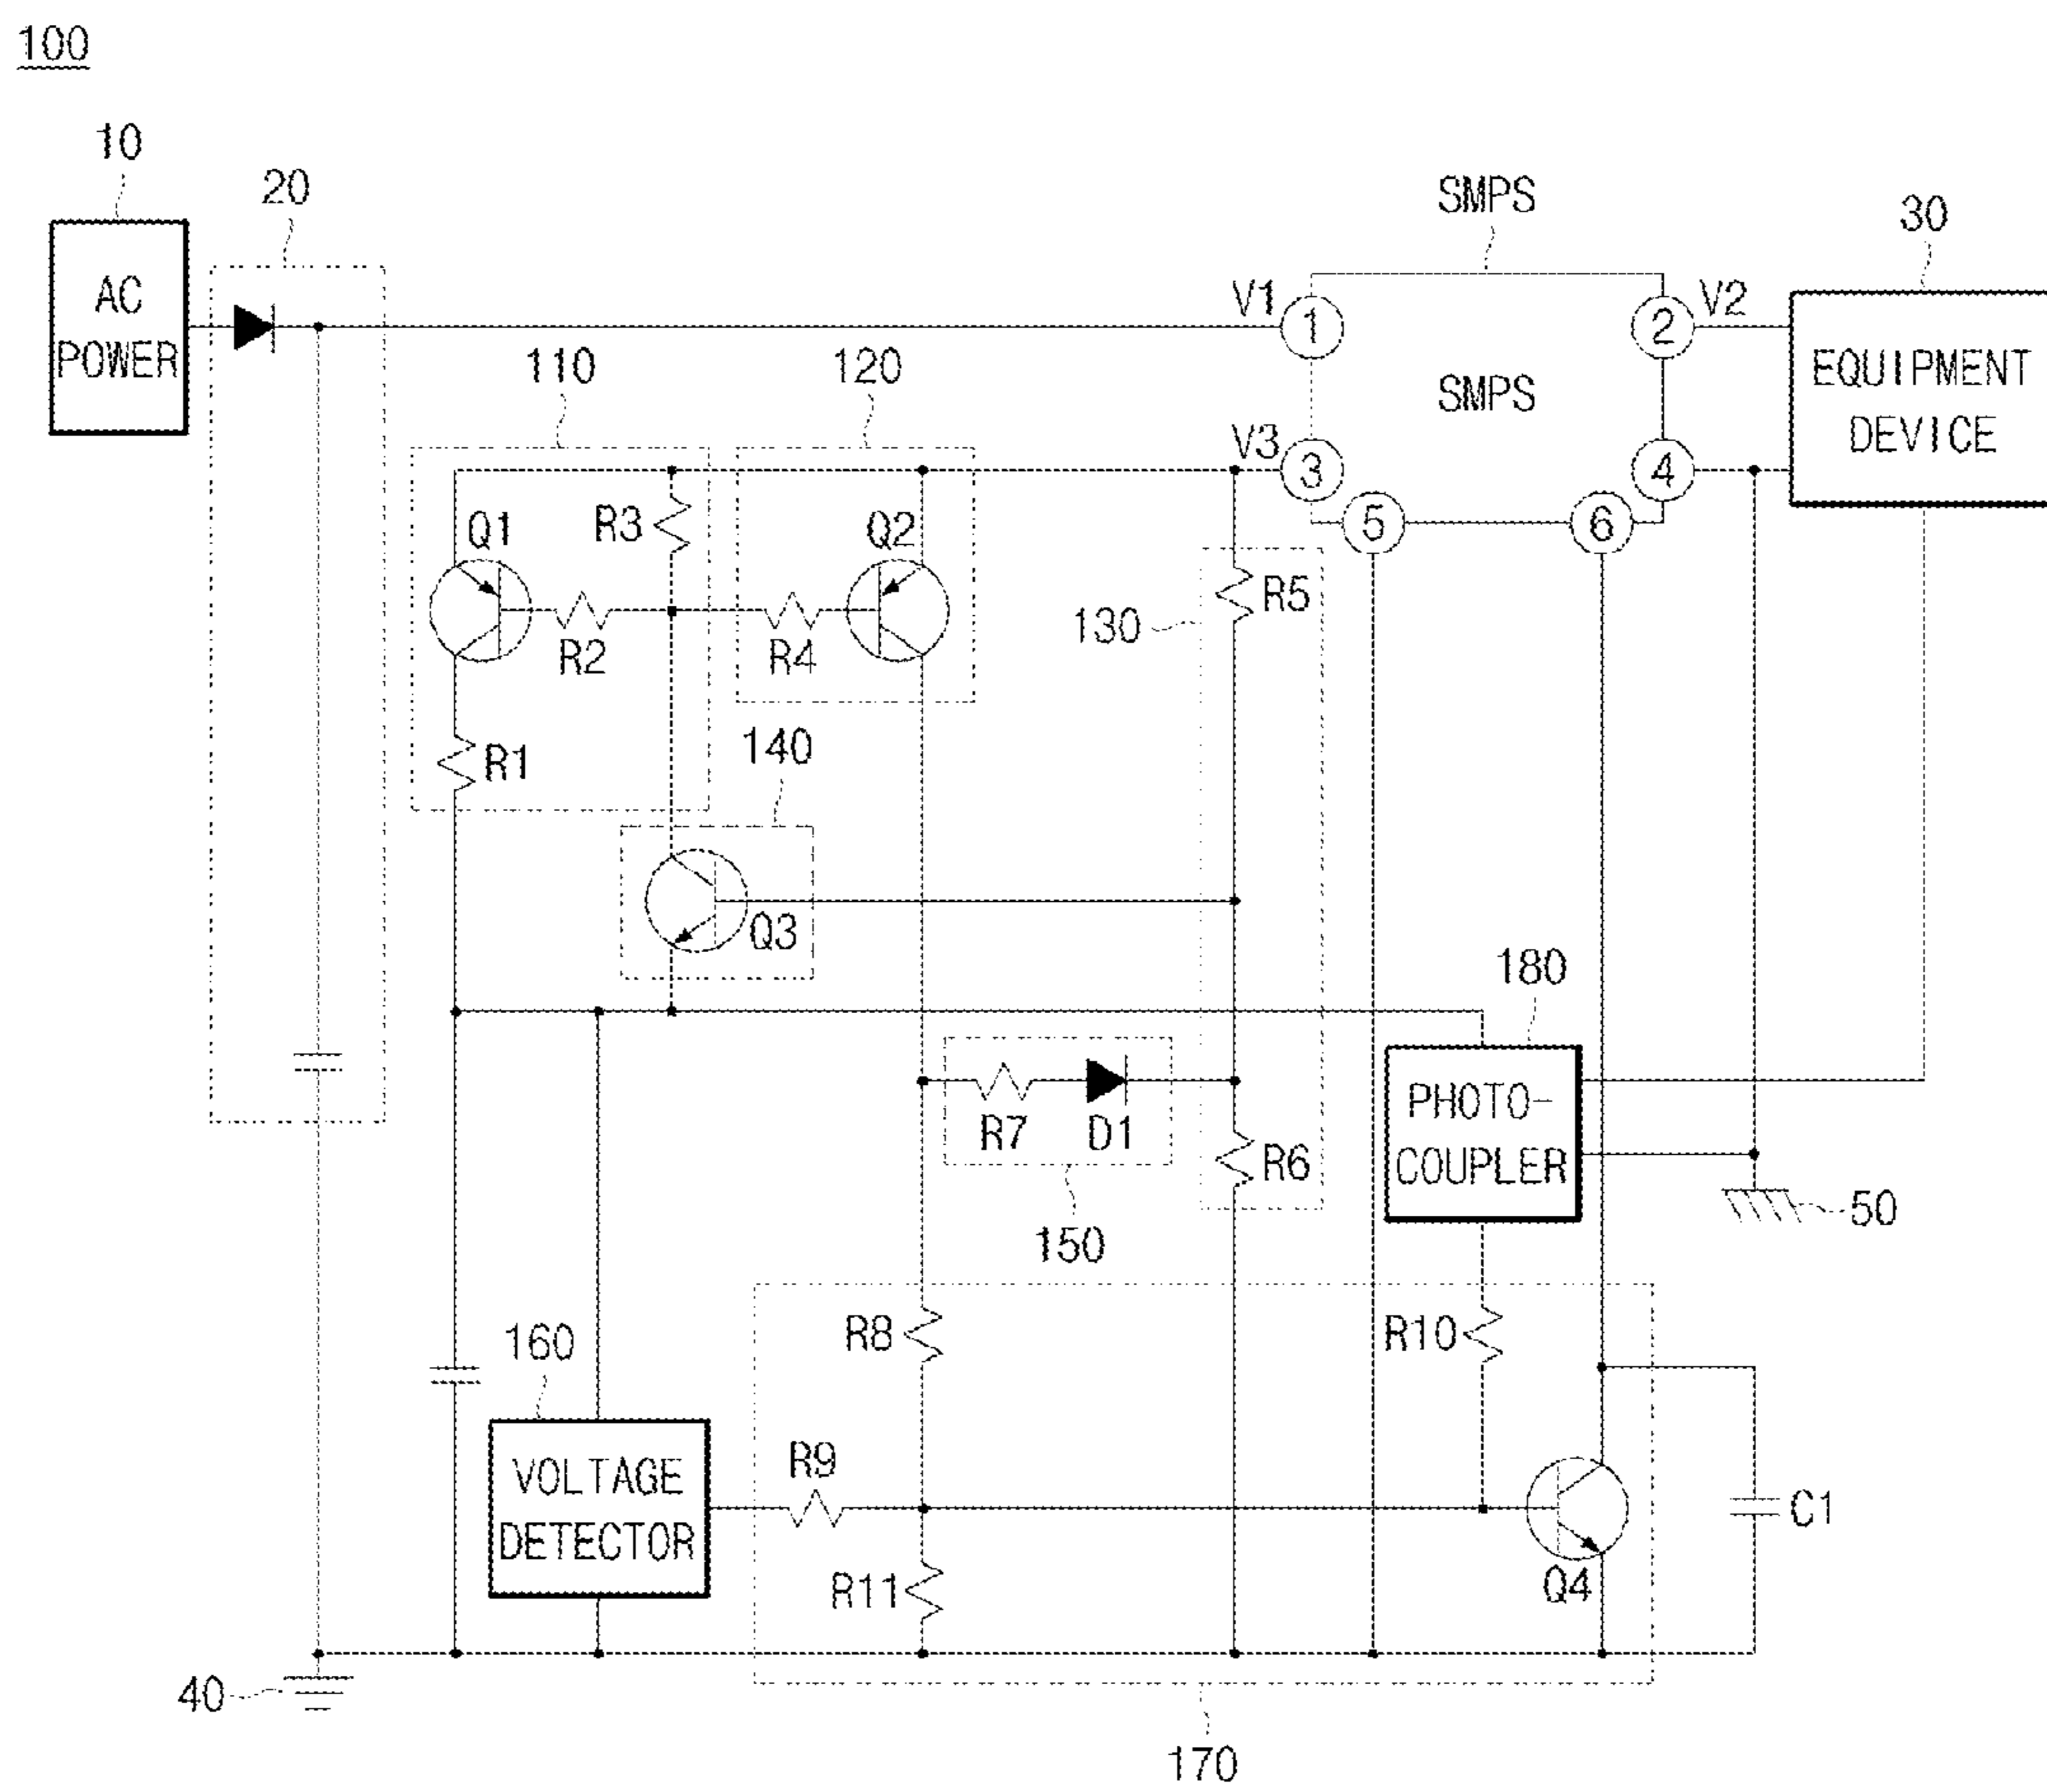 100
10
20
SMPS
30
AC
POWER
V1
1
2
V2
SMPS
EQUIPMENT
DEVICE
110
120
V3
3
4
5
6
Q1
R3
Q2
R5
130
R2
R4
R1
140
Q3
180
PHOTO-
COUPLER
R7
D1
R6
50
150
160
R8
R10
VOLTAGE
DETECTOR
R9
C1
R11
Q4
40
170